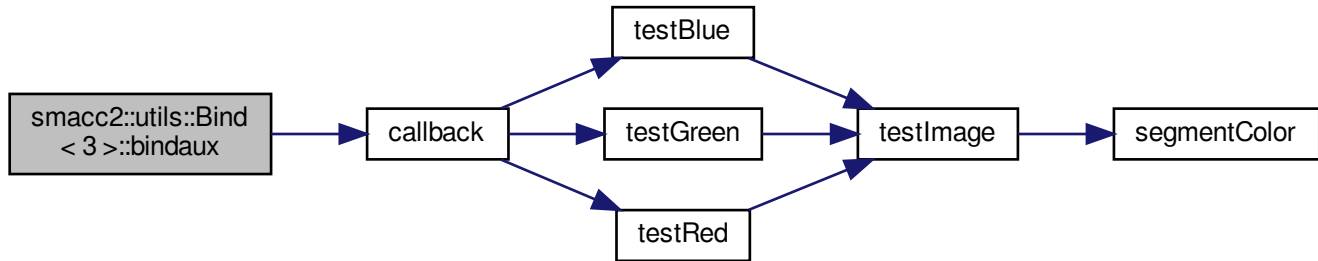 smacc2::utils::Bind
< 3 >::bindaux
callback
testBlue
testGreen
testRed
testImage
segmentColor